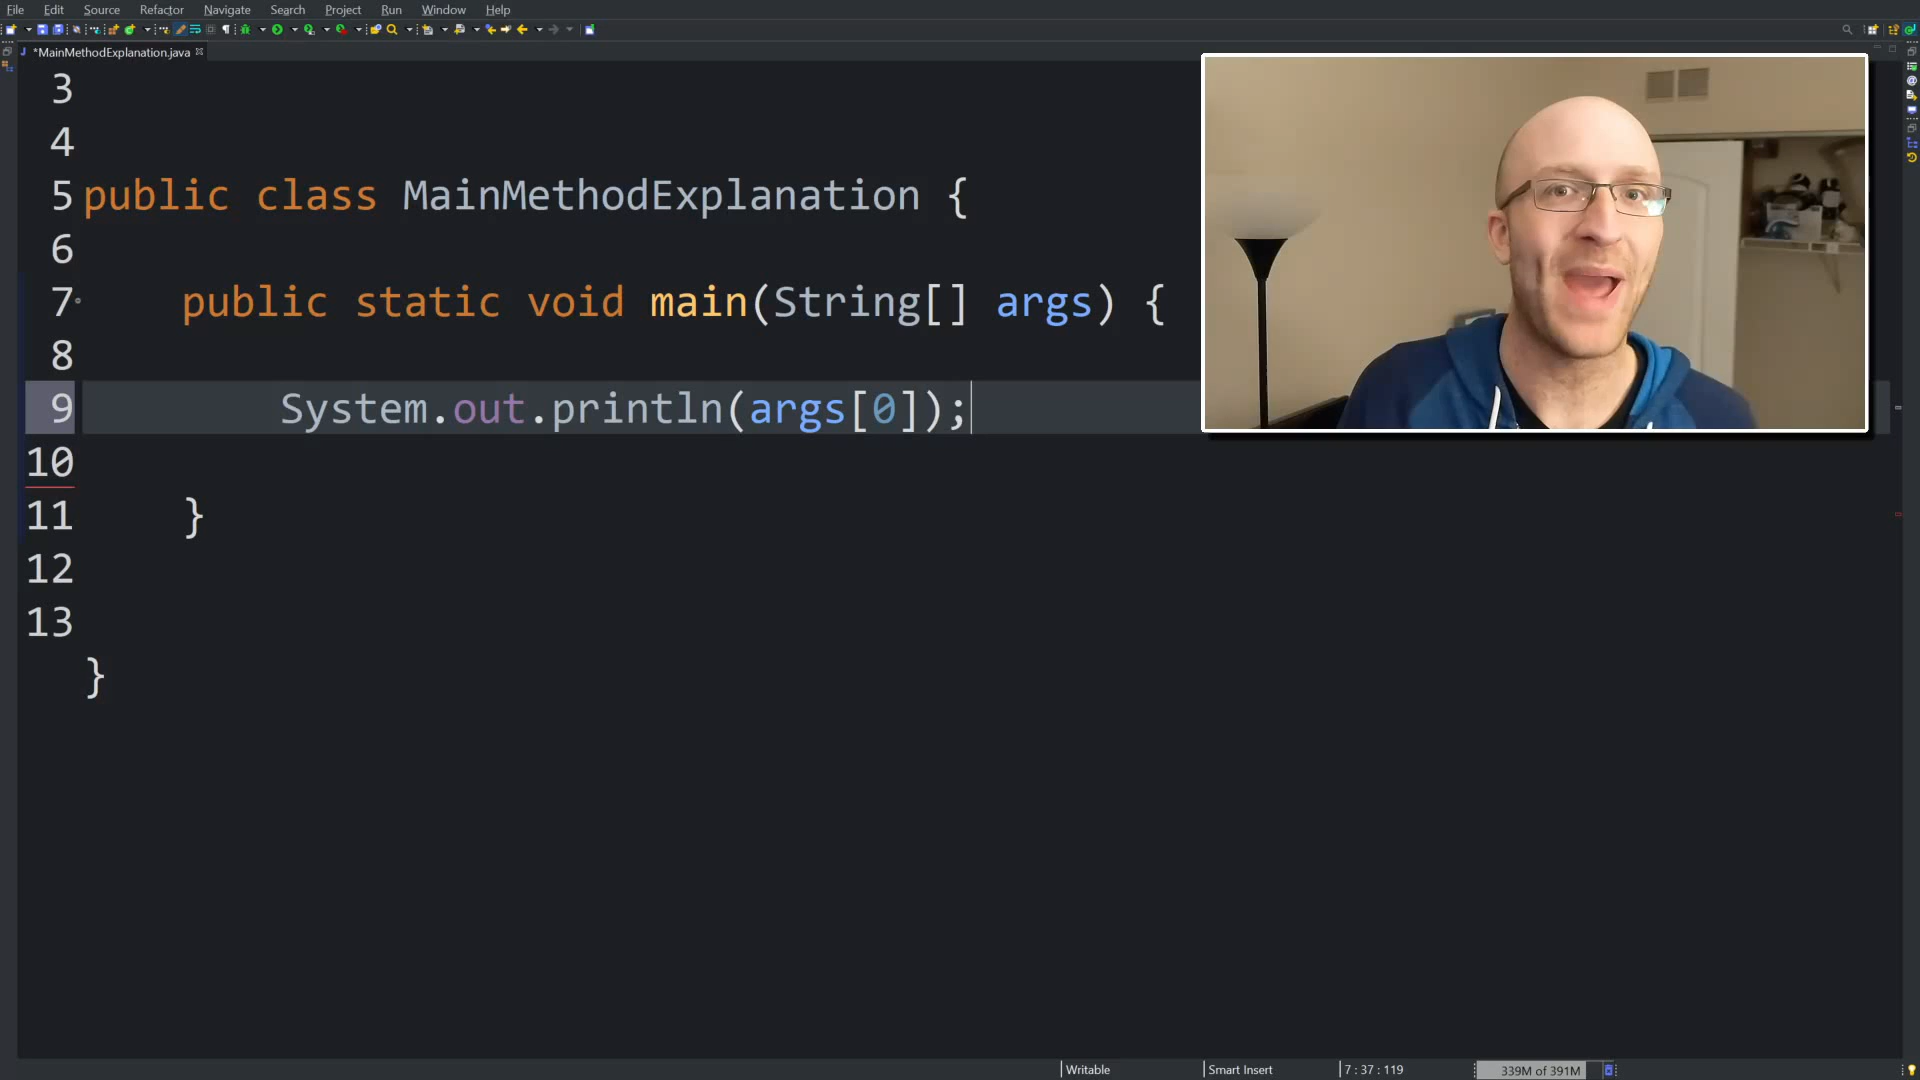 File Edit Source Refactor Navigate Search Project Run Window Help
*MainMethodExplanation.java
3
4
5 public class MainMethodExplanation {
6
7 public static void main(String[] args) {
8
9 System.out.println(args[0]);
10
11 }
12
13
}
Writable Smart Insert 7 : 37 : 119 339M of 391M